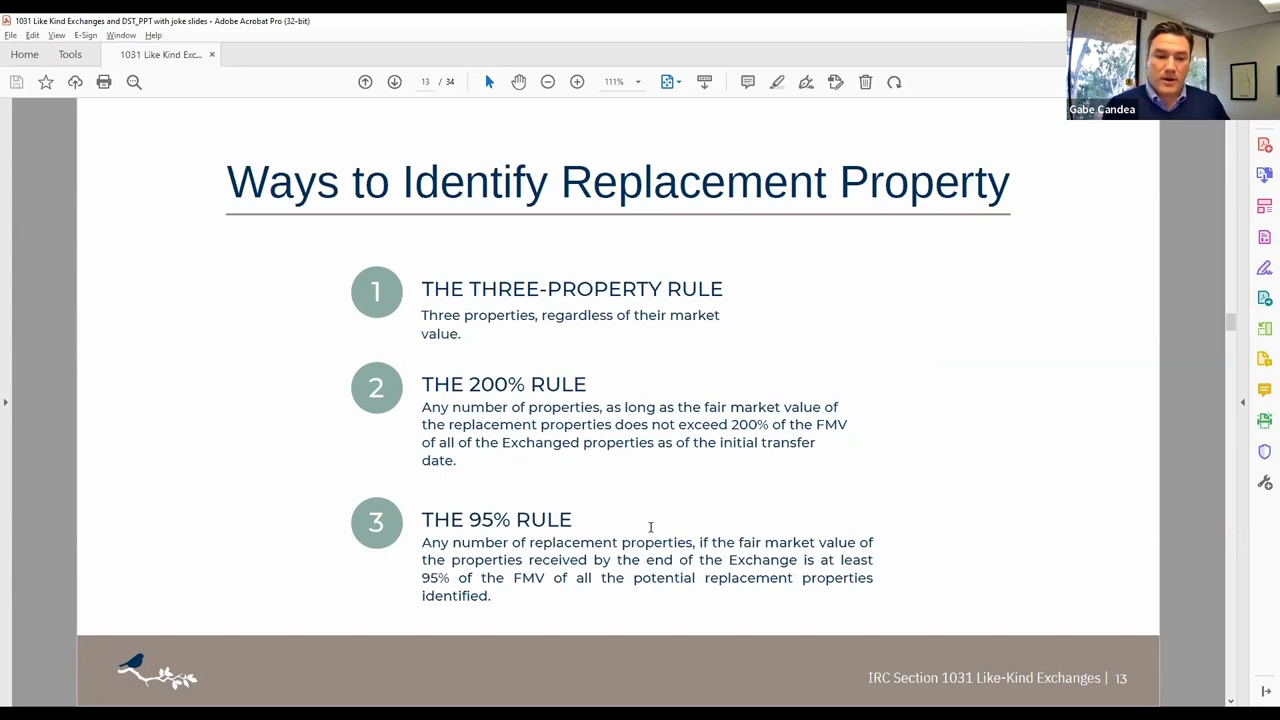 1031 Like Kind Exchanges and DST_PPT with joke slides - Adobe Acrobat Pro (32-bit)
File Edit View E-Sign Window Help
Home Tools 1031 Like Kind Exc... ×
13 / 34 111%
Gabe Candea
Ways to Identify Replacement Property
1 THE THREE-PROPERTY RULE
Three properties, regardless of their market
value.
2 THE 200% RULE
Any number of properties, as long as the fair market value of
the replacement properties does not exceed 200% of the FMV
of all of the Exchanged properties as of the initial transfer
date.
3 THE 95% RULE
Any number of replacement properties, if the fair market value of
the properties received by the end of the Exchange is at least
95% of the FMV of all the potential replacement properties
identified.
IRC Section 1031 Like-Kind Exchanges | 13